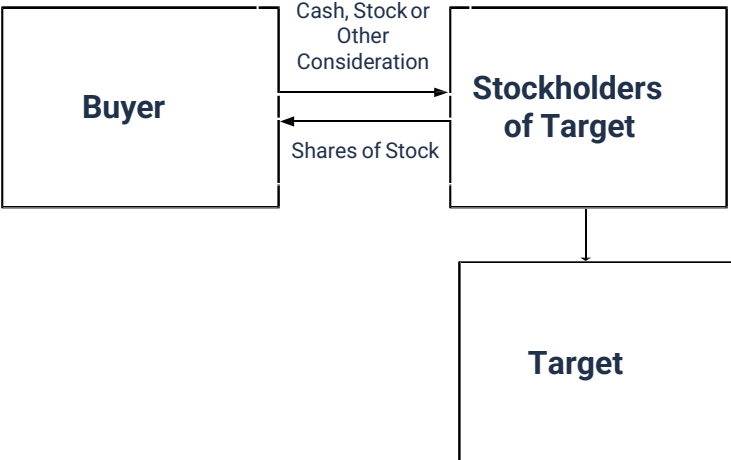 Cash, Stock or
Other
Consideration
Buyer
Stockholders
of Target
Shares of Stock
Target